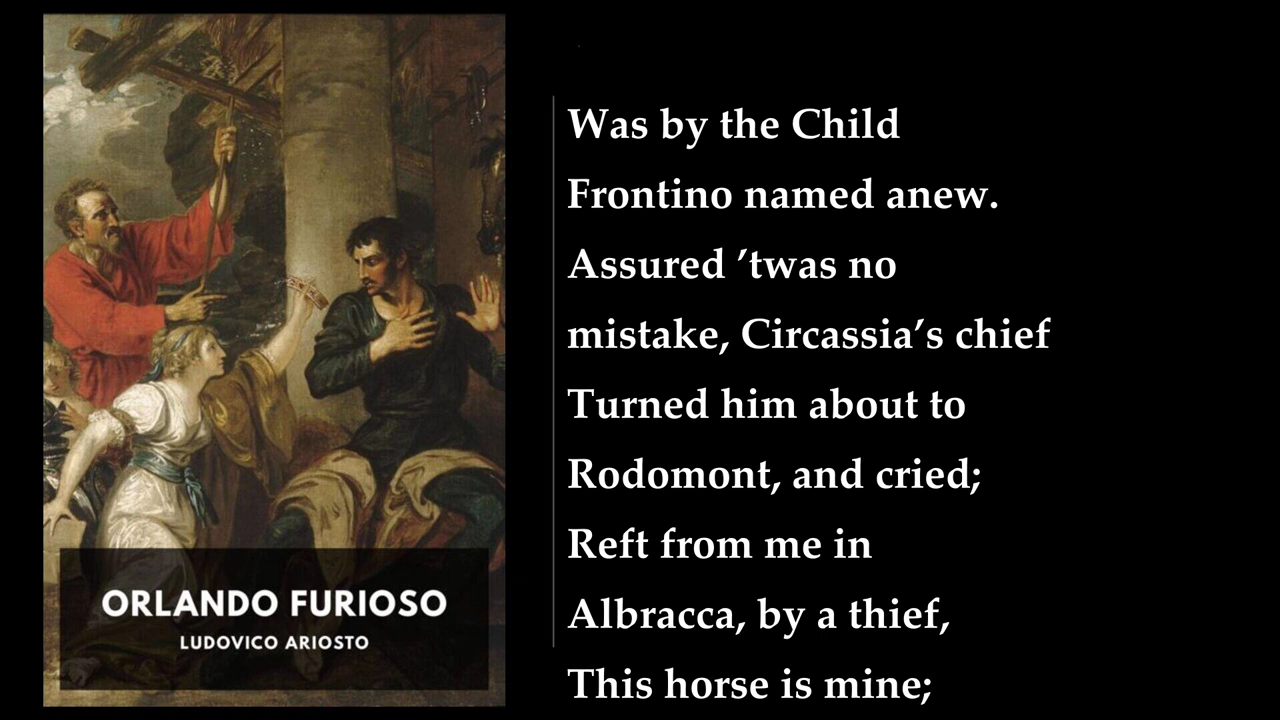 ORLANDO FURIOSO
LUDOVICO ARIOSTO
Was by the Child
Frontino named anew.
Assured ’twas no
mistake, Circassia’s chief
Turned him about to
Rodomont, and cried;
Reft from me in
Albracca, by a thief,
This horse is mine;